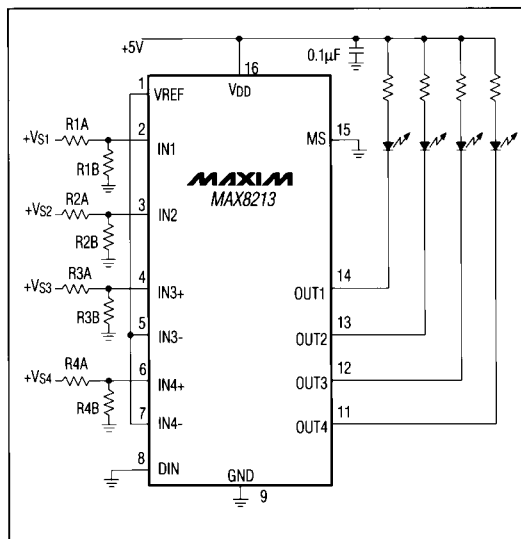 +5V
0.1µF
16
VDD
1
VREF
R1A
+VS1
2
IN1
R1B
15
MS
MAXIM
MAX8213
R2A
+VS2
3
IN2
R2B
R3A
+VS3
4
IN3+
R3B
14
OUT1
5
IN3-
13
OUT2
R4A
+VS4
6
IN4+
R4B
12
OUT3
7
IN4-
11
OUT4
8
DIN
GND
9